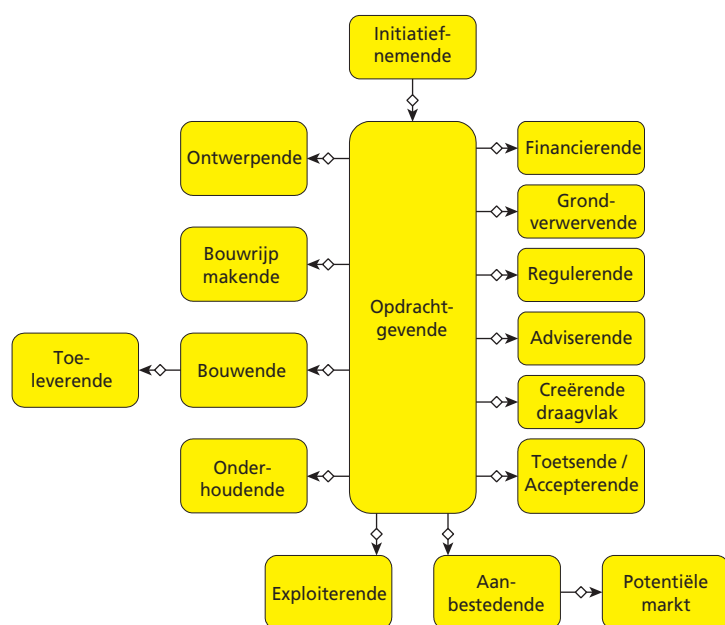 Initiatief-
nemende
Ontwerpende
Financierende
Grond-
verwervende
Bouwrijp
makende
Regulerende
Opdracht-
gevende
Adviserende
Toe-
leverende
Bouwende
Creërende
draagvlak
Onder-
houdende
Toetsende /
Accepterende
Exploiterende
Aan-
bestedende
Potentiële
markt